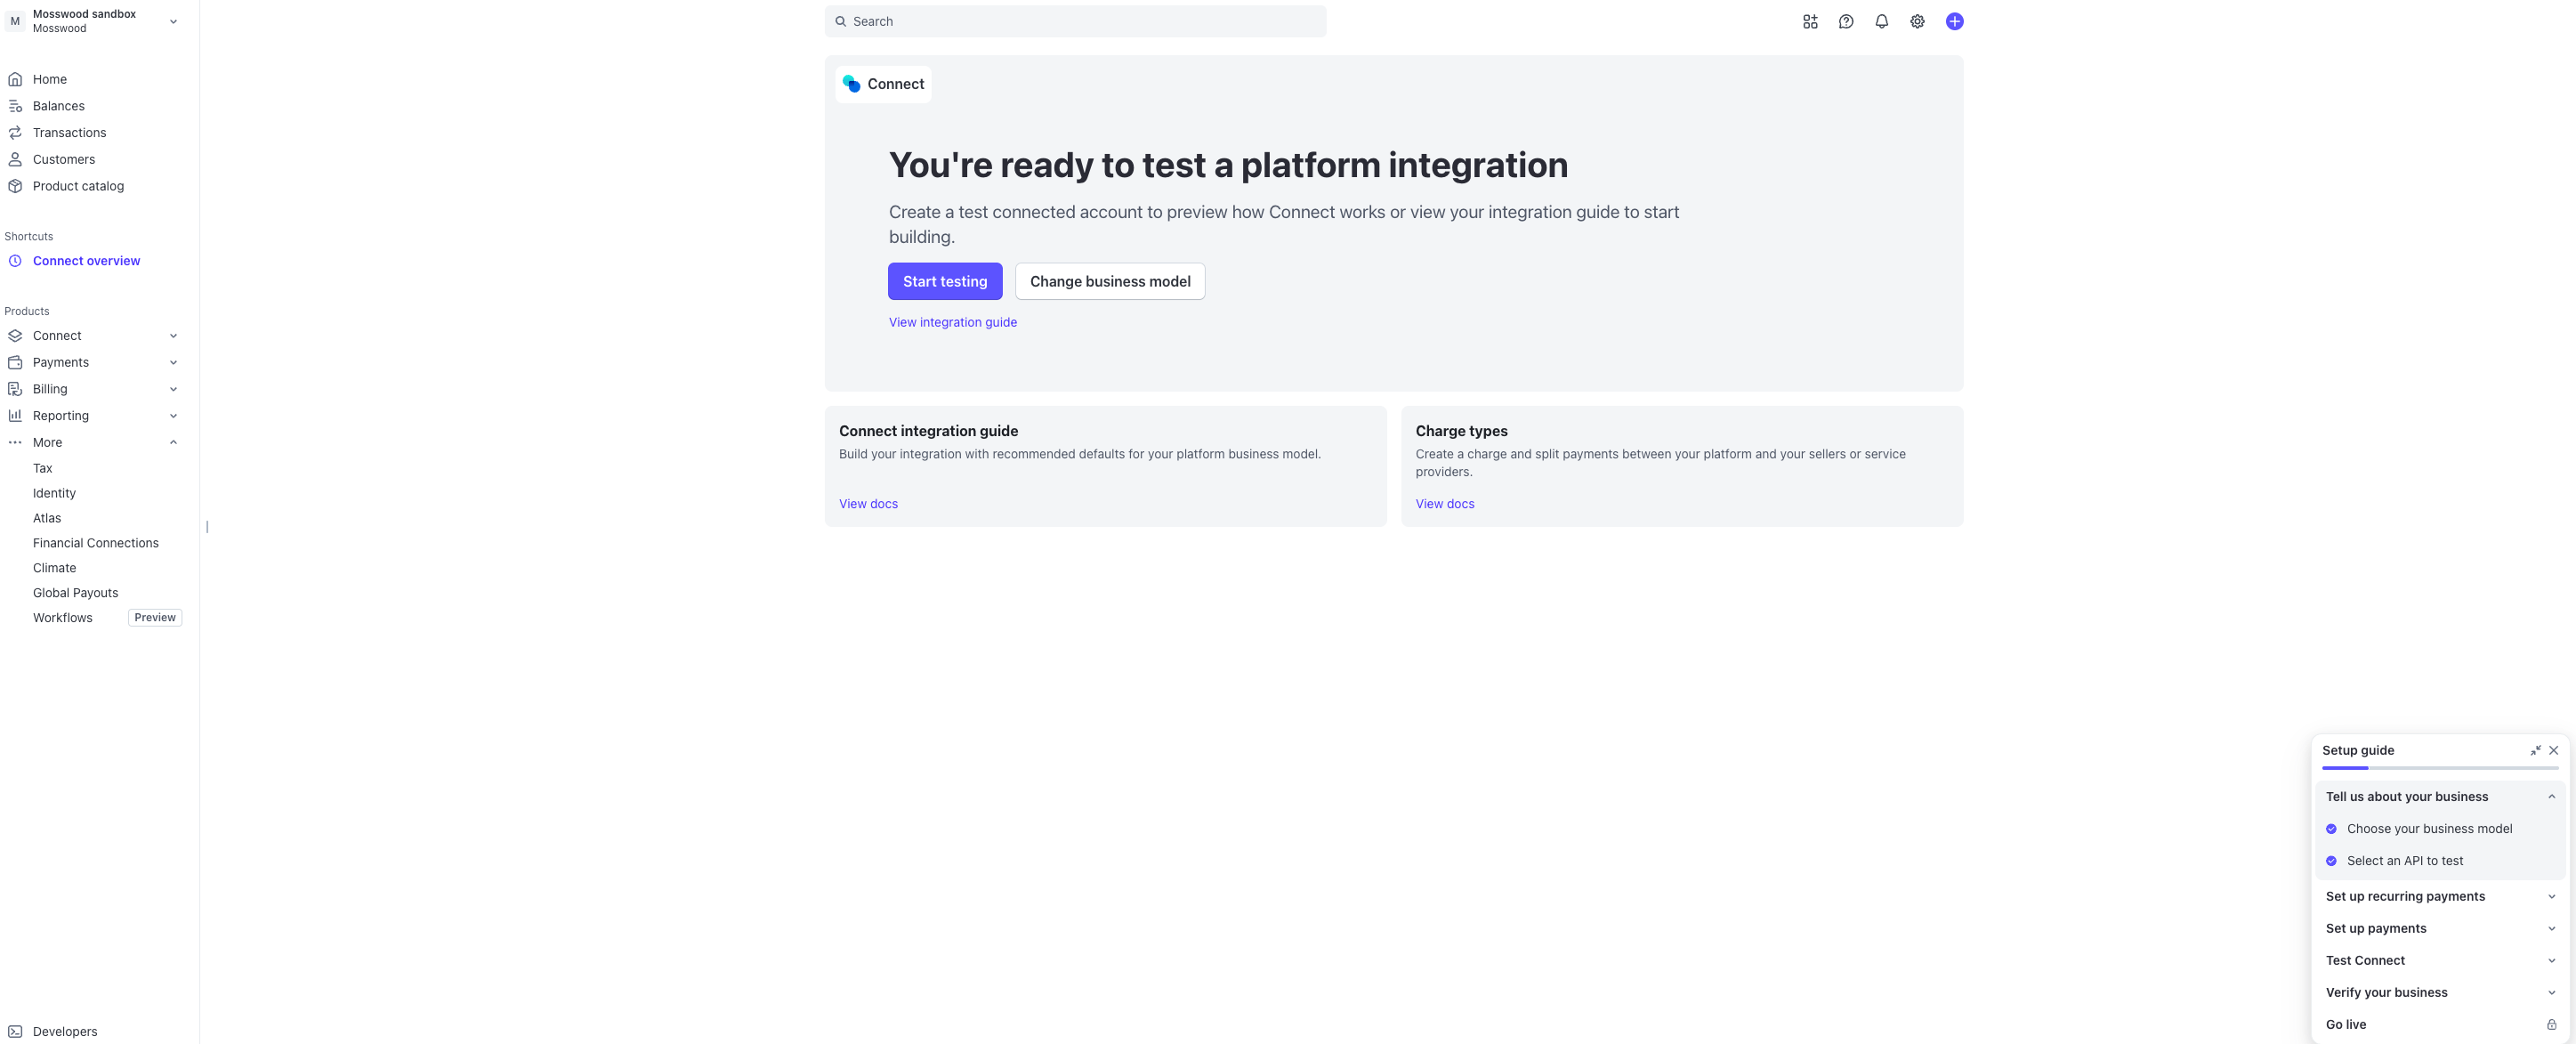 M
Mosswood sandbox
Mosswood
Home
Balances
Transactions
Customers
Product catalog
Shortcuts
Connect overview
Products
Connect
Payments
Billing
Reporting
More
Tax
Identity
Atlas
Financial Connections
Climate
Global Payouts
Workflows Preview
Developers
Search
Connect
You're ready to test a platform integration
Create a test connected account to preview how Connect works or view your integration guide to start
building.
Start testing Change business model
View integration guide
Connect integration guide
Build your integration with recommended defaults for your platform business model.
View docs
Charge types
Create a charge and split payments between your platform and your sellers or service
providers.
View docs
Setup guide
Tell us about your business
Choose your business model
Select an API to test
Set up recurring payments
Set up payments
Test Connect
Verify your business
Go live